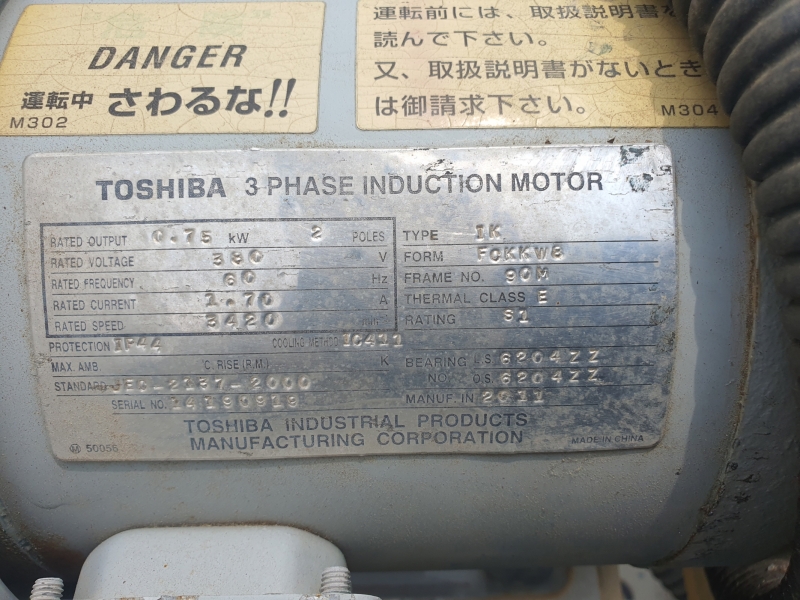 DANGER
運転中 さわるな!!
M302
運転前には、取扱説明書を
読んで下さい。
又、取扱説明書がないとき
は御請求下さい。
M304
TOSHIBA 3 PHASE INDUCTION MOTOR
RATED OUTPUT 0.75 kW 2 POLES
RATED VOLTAGE 380 V
RATED FREQUENCY 60 Hz
RATED CURRENT 1.70 A
RATED SPEED 3420
PROTECTION IP44 COOLING METHOD IC411
MAX. AMB. °C. RISE (R.M.) K
STANDARD JEC-2137-2000
SERIAL NO. 14190919
TYPE IK
FORM FCKKW8
FRAME NO. 90M
THERMAL CLASS E
RATING S1
BEARING L.S. 6204ZZ
NO. O.S. 6204ZZ
MANUF. IN 2011
TOSHIBA INDUSTRIAL PRODUCTS
MANUFACTURING CORPORATION
50056
MADE IN CHINA